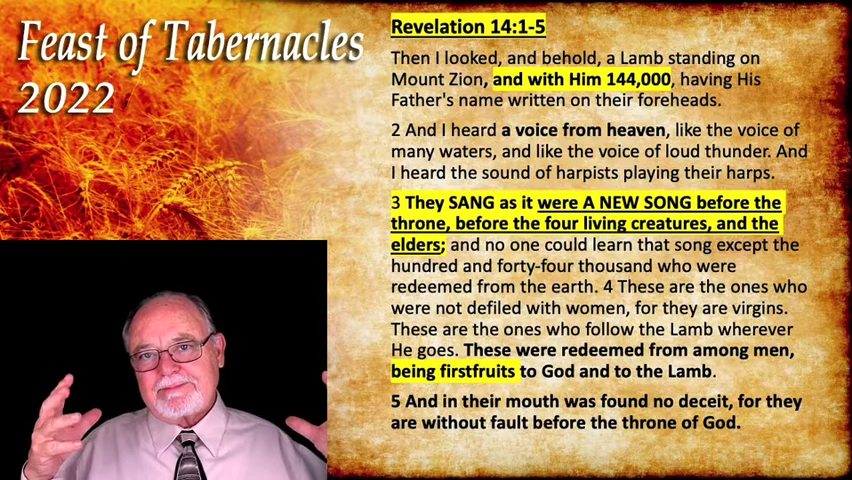 Feast of Tabernacles
2022
Revelation 14:1-5
Then I looked, and behold, a Lamb standing on
Mount Zion, and with Him 144,000, having His
Father's name written on their foreheads.
2 And I heard a voice from heaven, like the voice of
many waters, and like the voice of loud thunder. And
I heard the sound of harpists playing their harps.
3 They SANG as it were A NEW SONG before the
throne, before the four living creatures, and the
elders; and no one could learn that song except the
hundred and forty-four thousand who were
redeemed from the earth. 4 These are the ones who
were not defiled with women, for they are virgins.
These are the ones who follow the Lamb wherever
He goes. These were redeemed from among men,
being firstfruits to God and to the Lamb.
5 And in their mouth was found no deceit, for they
are without fault before the throne of God.